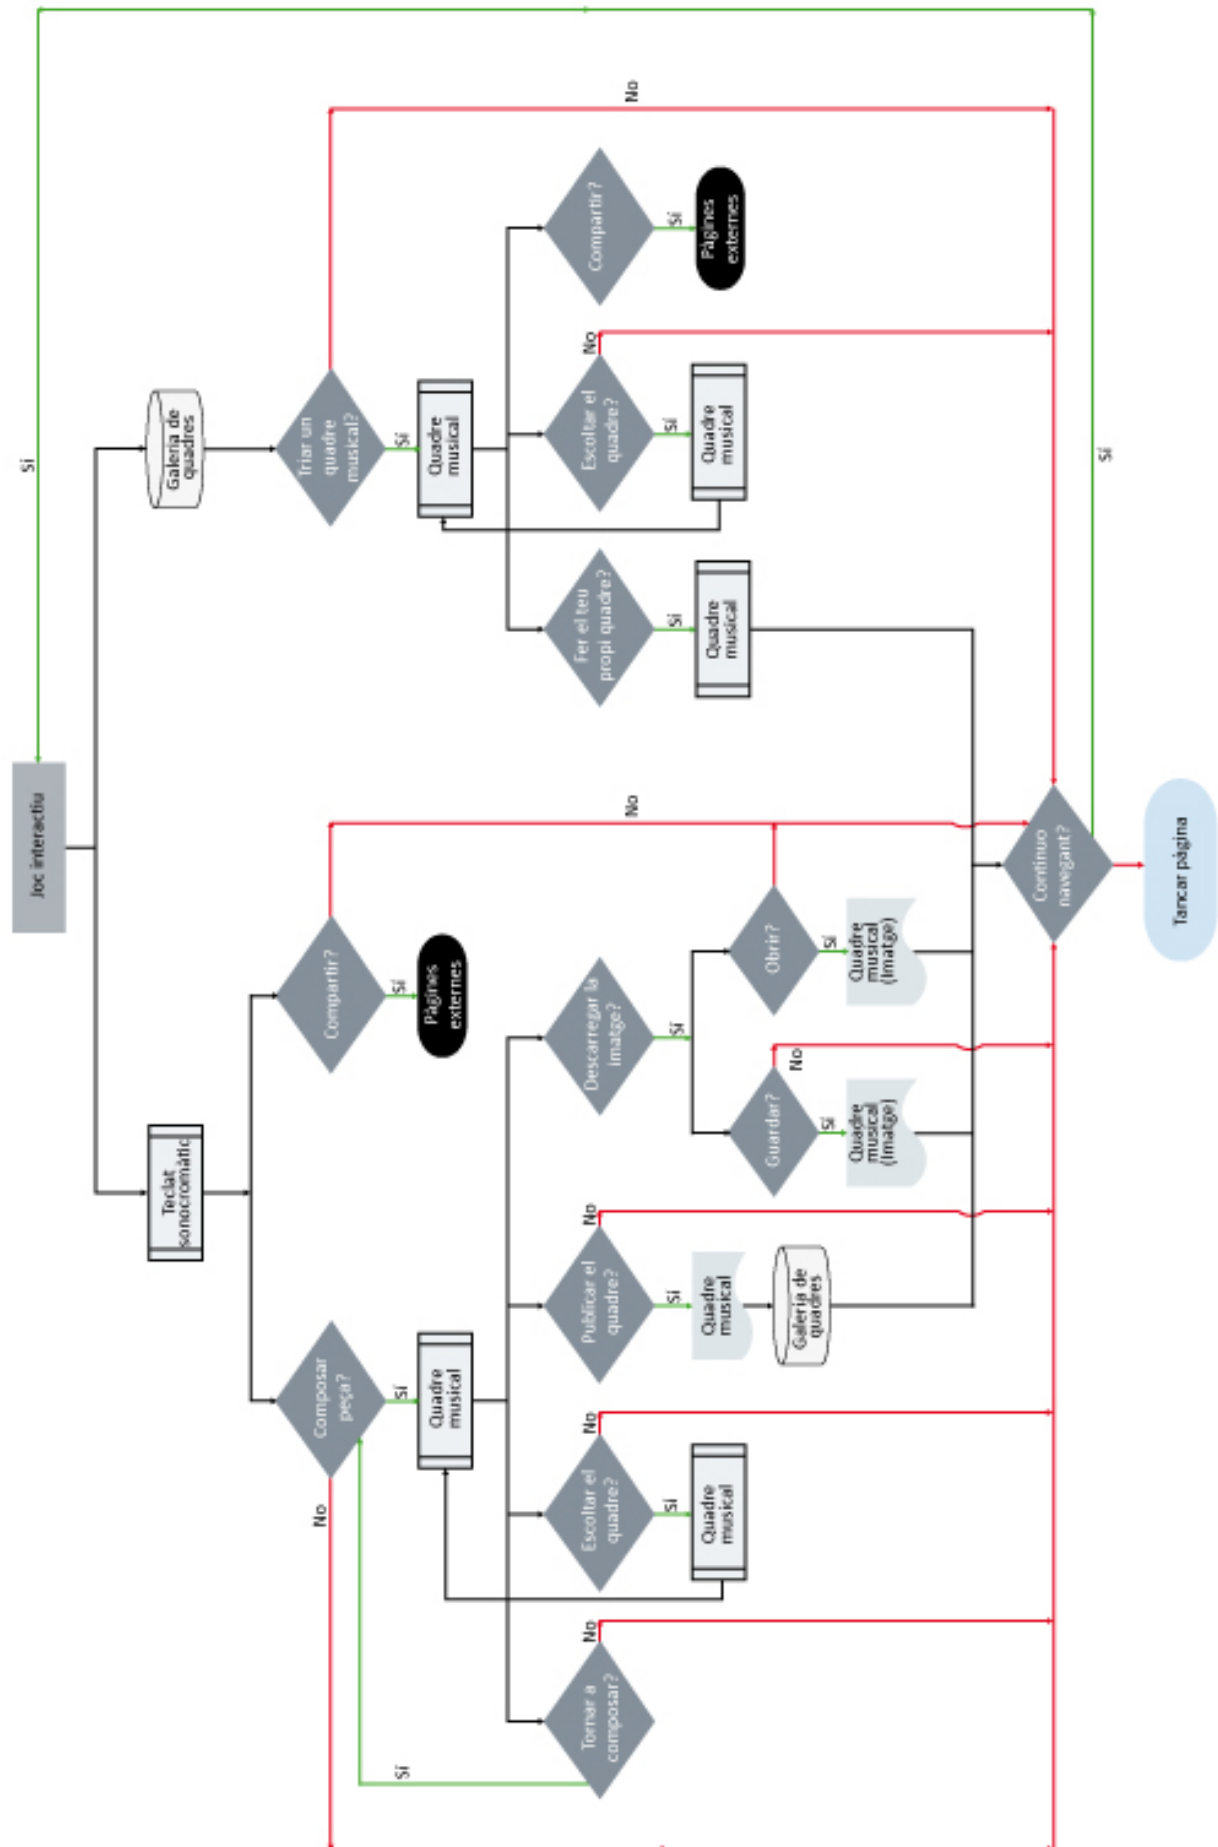 Joc interactiu
Sí
Teclat
sonocromàtic
Galeria de
quadres
Composar
peça?
Compartir?
Triar un
quadre
musical?
No
Sí
Sí
Sí
No
No
Quadre
musical
Pàgines
externes
Quadre
musical
Sí
Tornar a
composar?
No
Escoltar el
quadre?
No
Publicar el
quadre?
No
Descarregar la
imatge?
Fer el teu
propi quadre?
Escoltar el
quadre?
No
Compartir?
Sí
Sí
Sí
Sí
Sí
Sí
Quadre
musical
Quadre
musical
Quadre
musical
Quadre
musical
Pàgines
externes
Galeria de
quadres
Guardar?
No
Obrir?
Sí
Sí
Quadre
musical
(Imatge)
Quadre
musical
(Imatge)
Continuo
navegant?
Sí
Tancar pàgina